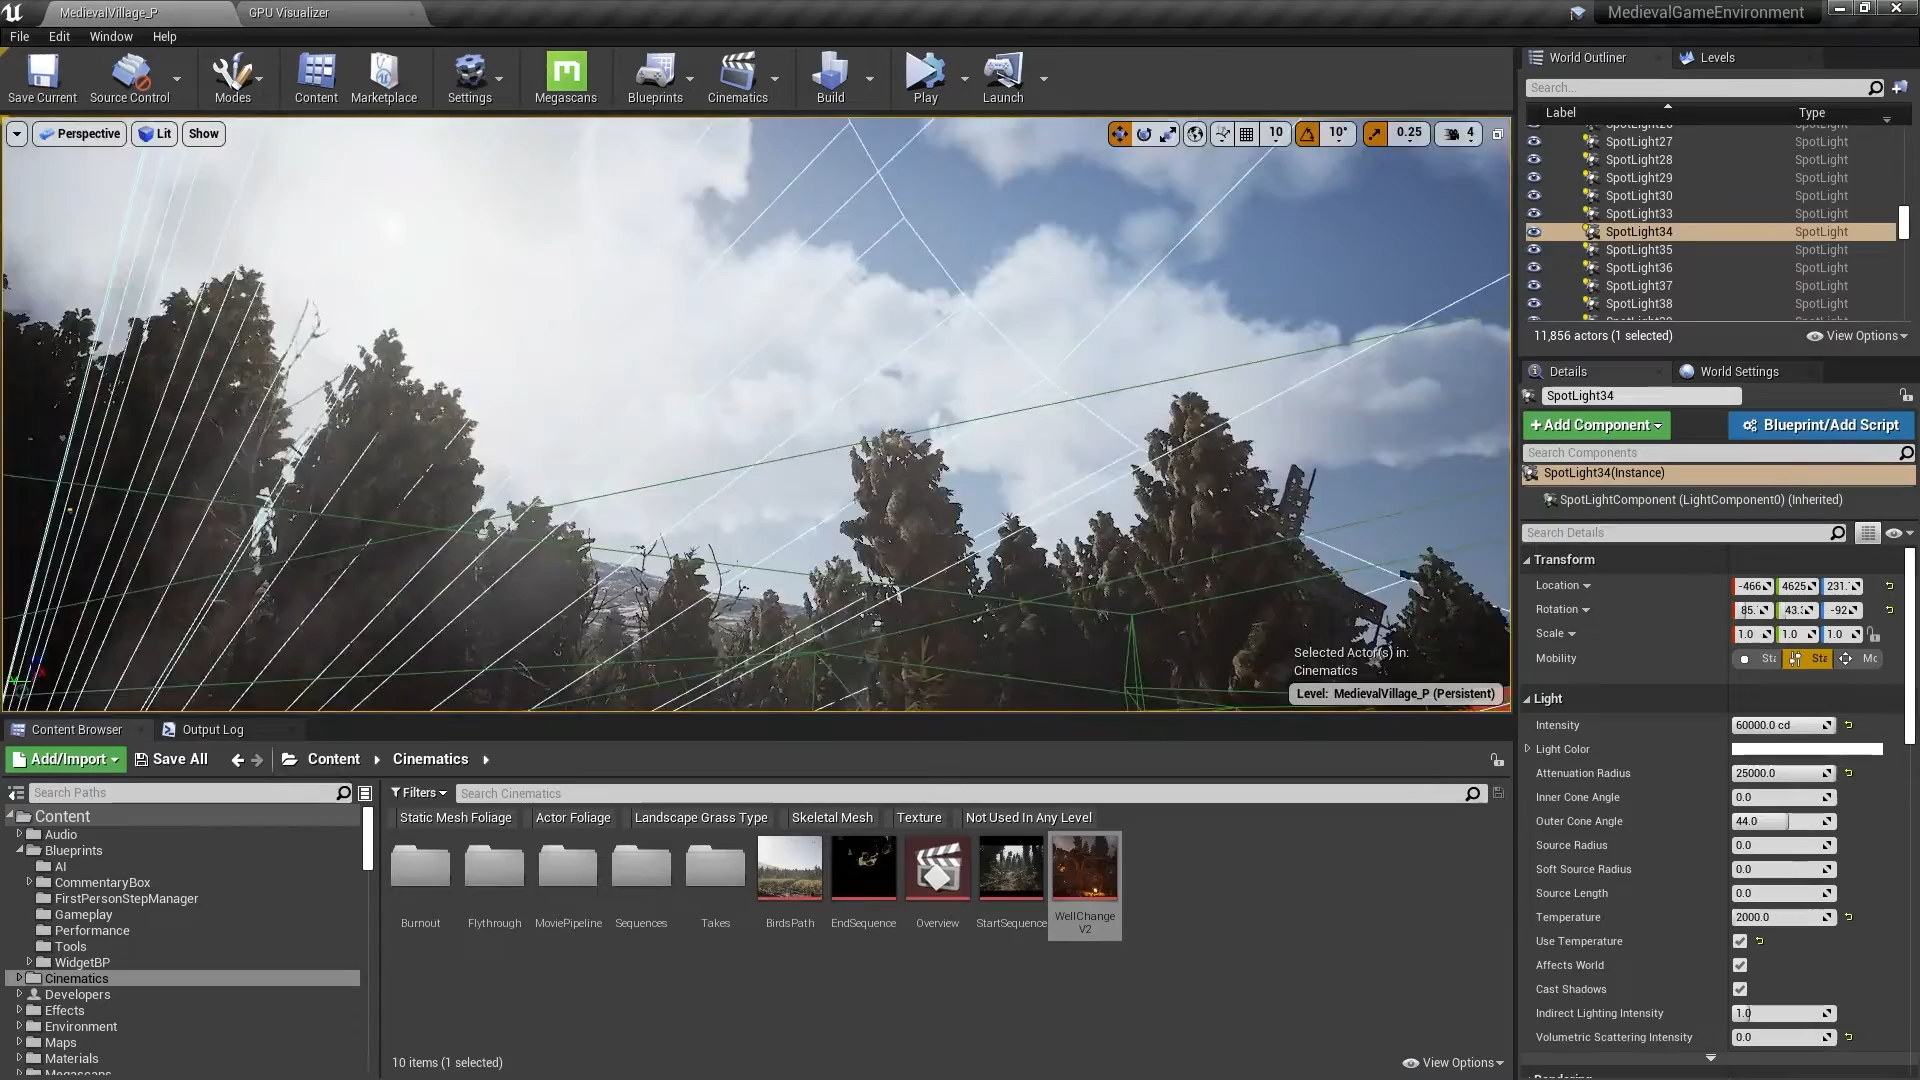 MedievalVillage_P
GPU Visualizer
MedievalGameEnvironment
File Edit Window Help
Save Current
Source Control
Modes
Content
Marketplace
Settings
Megascans
Blueprints
Cinematics
Build
Play
Launch
Perspective
Lit
Show
10
10°
0.25
4
Selected Actor(s) in:
Cinematics
Level: MedievalVillage_P (Persistent)
World Outliner
Levels
Search...
Label Type
SpotLight27 SpotLight
SpotLight28 SpotLight
SpotLight29 SpotLight
SpotLight30 SpotLight
SpotLight33 SpotLight
SpotLight34 SpotLight
SpotLight35 SpotLight
SpotLight36 SpotLight
SpotLight37 SpotLight
SpotLight38 SpotLight
11,856 actors (1 selected)
View Options
Details
World Settings
SpotLight34
+Add Component
Blueprint/Add Script
Search Components
SpotLight34(Instance)
SpotLightComponent (LightComponent0) (Inherited)
Search Details
Transform
Location -466 4625 231.
Rotation 85. 43. -92
Scale 1.0 1.0 1.0
Mobility Sta Sta Mc
Light
Intensity 60000.0 cd
Light Color
Attenuation Radius 25000.0
Inner Cone Angle 0.0
Outer Cone Angle 44.0
Source Radius 0.0
Soft Source Radius 0.0
Source Length 0.0
Temperature 2000.0
Use Temperature
Affects World
Cast Shadows
Indirect Lighting Intensity 1.0
Volumetric Scattering Intensity 0.0
Content Browser
Output Log
Add/Import
Save All
Content
Cinematics
Search Paths
Content
Audio
Blueprints
AI
CommentaryBox
FirstPersonStepManager
Gameplay
Performance
Tools
WidgetBP
Cinematics
Developers
Effects
Environment
Maps
Materials
Megascans
Filters
Search Cinematics
Static Mesh Foliage
Actor Foliage
Landscape Grass Type
Skeletal Mesh
Texture
Not Used In Any Level
Burnout
Flythrough
MoviePipeline
Sequences
Takes
BirdsPath
EndSequence
Overview
StartSequence
WellChange
V2
10 items (1 selected)
View Options